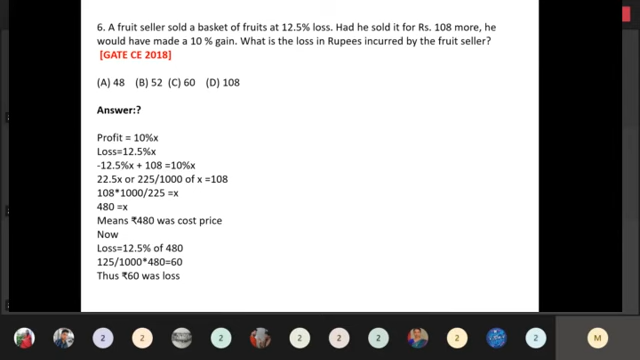 6. A fruit seller sold a basket of fruits at 12.5% loss. Had he sold it for Rs. 108 more, he
would have made a 10 % gain. What is the loss in Rupees incurred by the fruit seller?
[GATE CE 2018]
(A) 48 (B) 52 (C) 60 (D) 108
Answer:?
Profit = 10%x
Loss=12.5%x
-12.5%x + 108 =10%x
22.5x or 225/1000 of x =108
108*1000/225 =x
480 =x
Means ₹480 was cost price
Now
Loss=12.5% of 480
125/1000*480=60
Thus ₹60 was loss
2 2 2 2 2 2 2 2 M